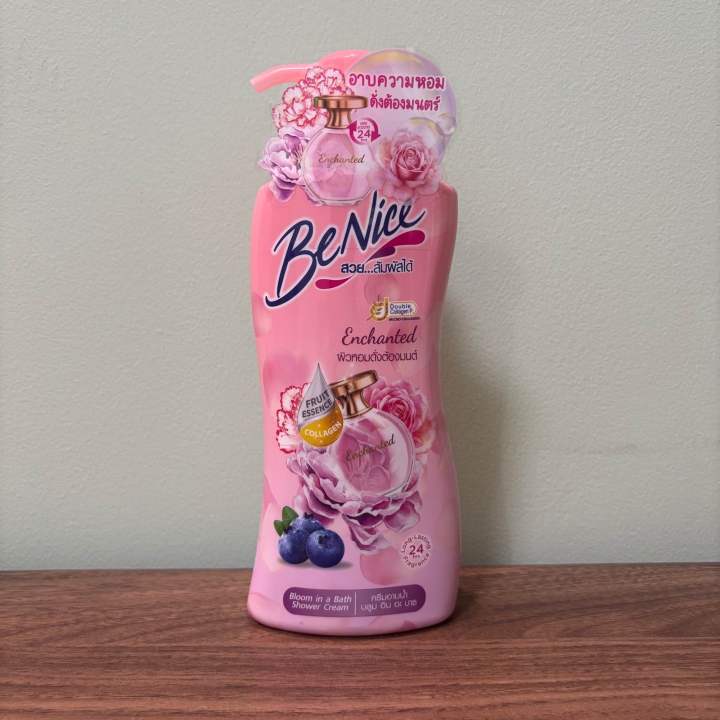 อาบความหอม
ดั่งต้องมนตร์
24
Enchanted
BeNice
สวย...สัมผัสได้
Double
Collagen P
Enchanted
ผิวหอมดั่งต้องมนต์
FRUIT
ESSENCE
COLLAGEN
Enchanted
Long-Lasting
24
hrs
Fragrance
Bloom in a Bath
Shower Cream
ครีมอาบน้ำ
บลูม อิน อะ บาธ